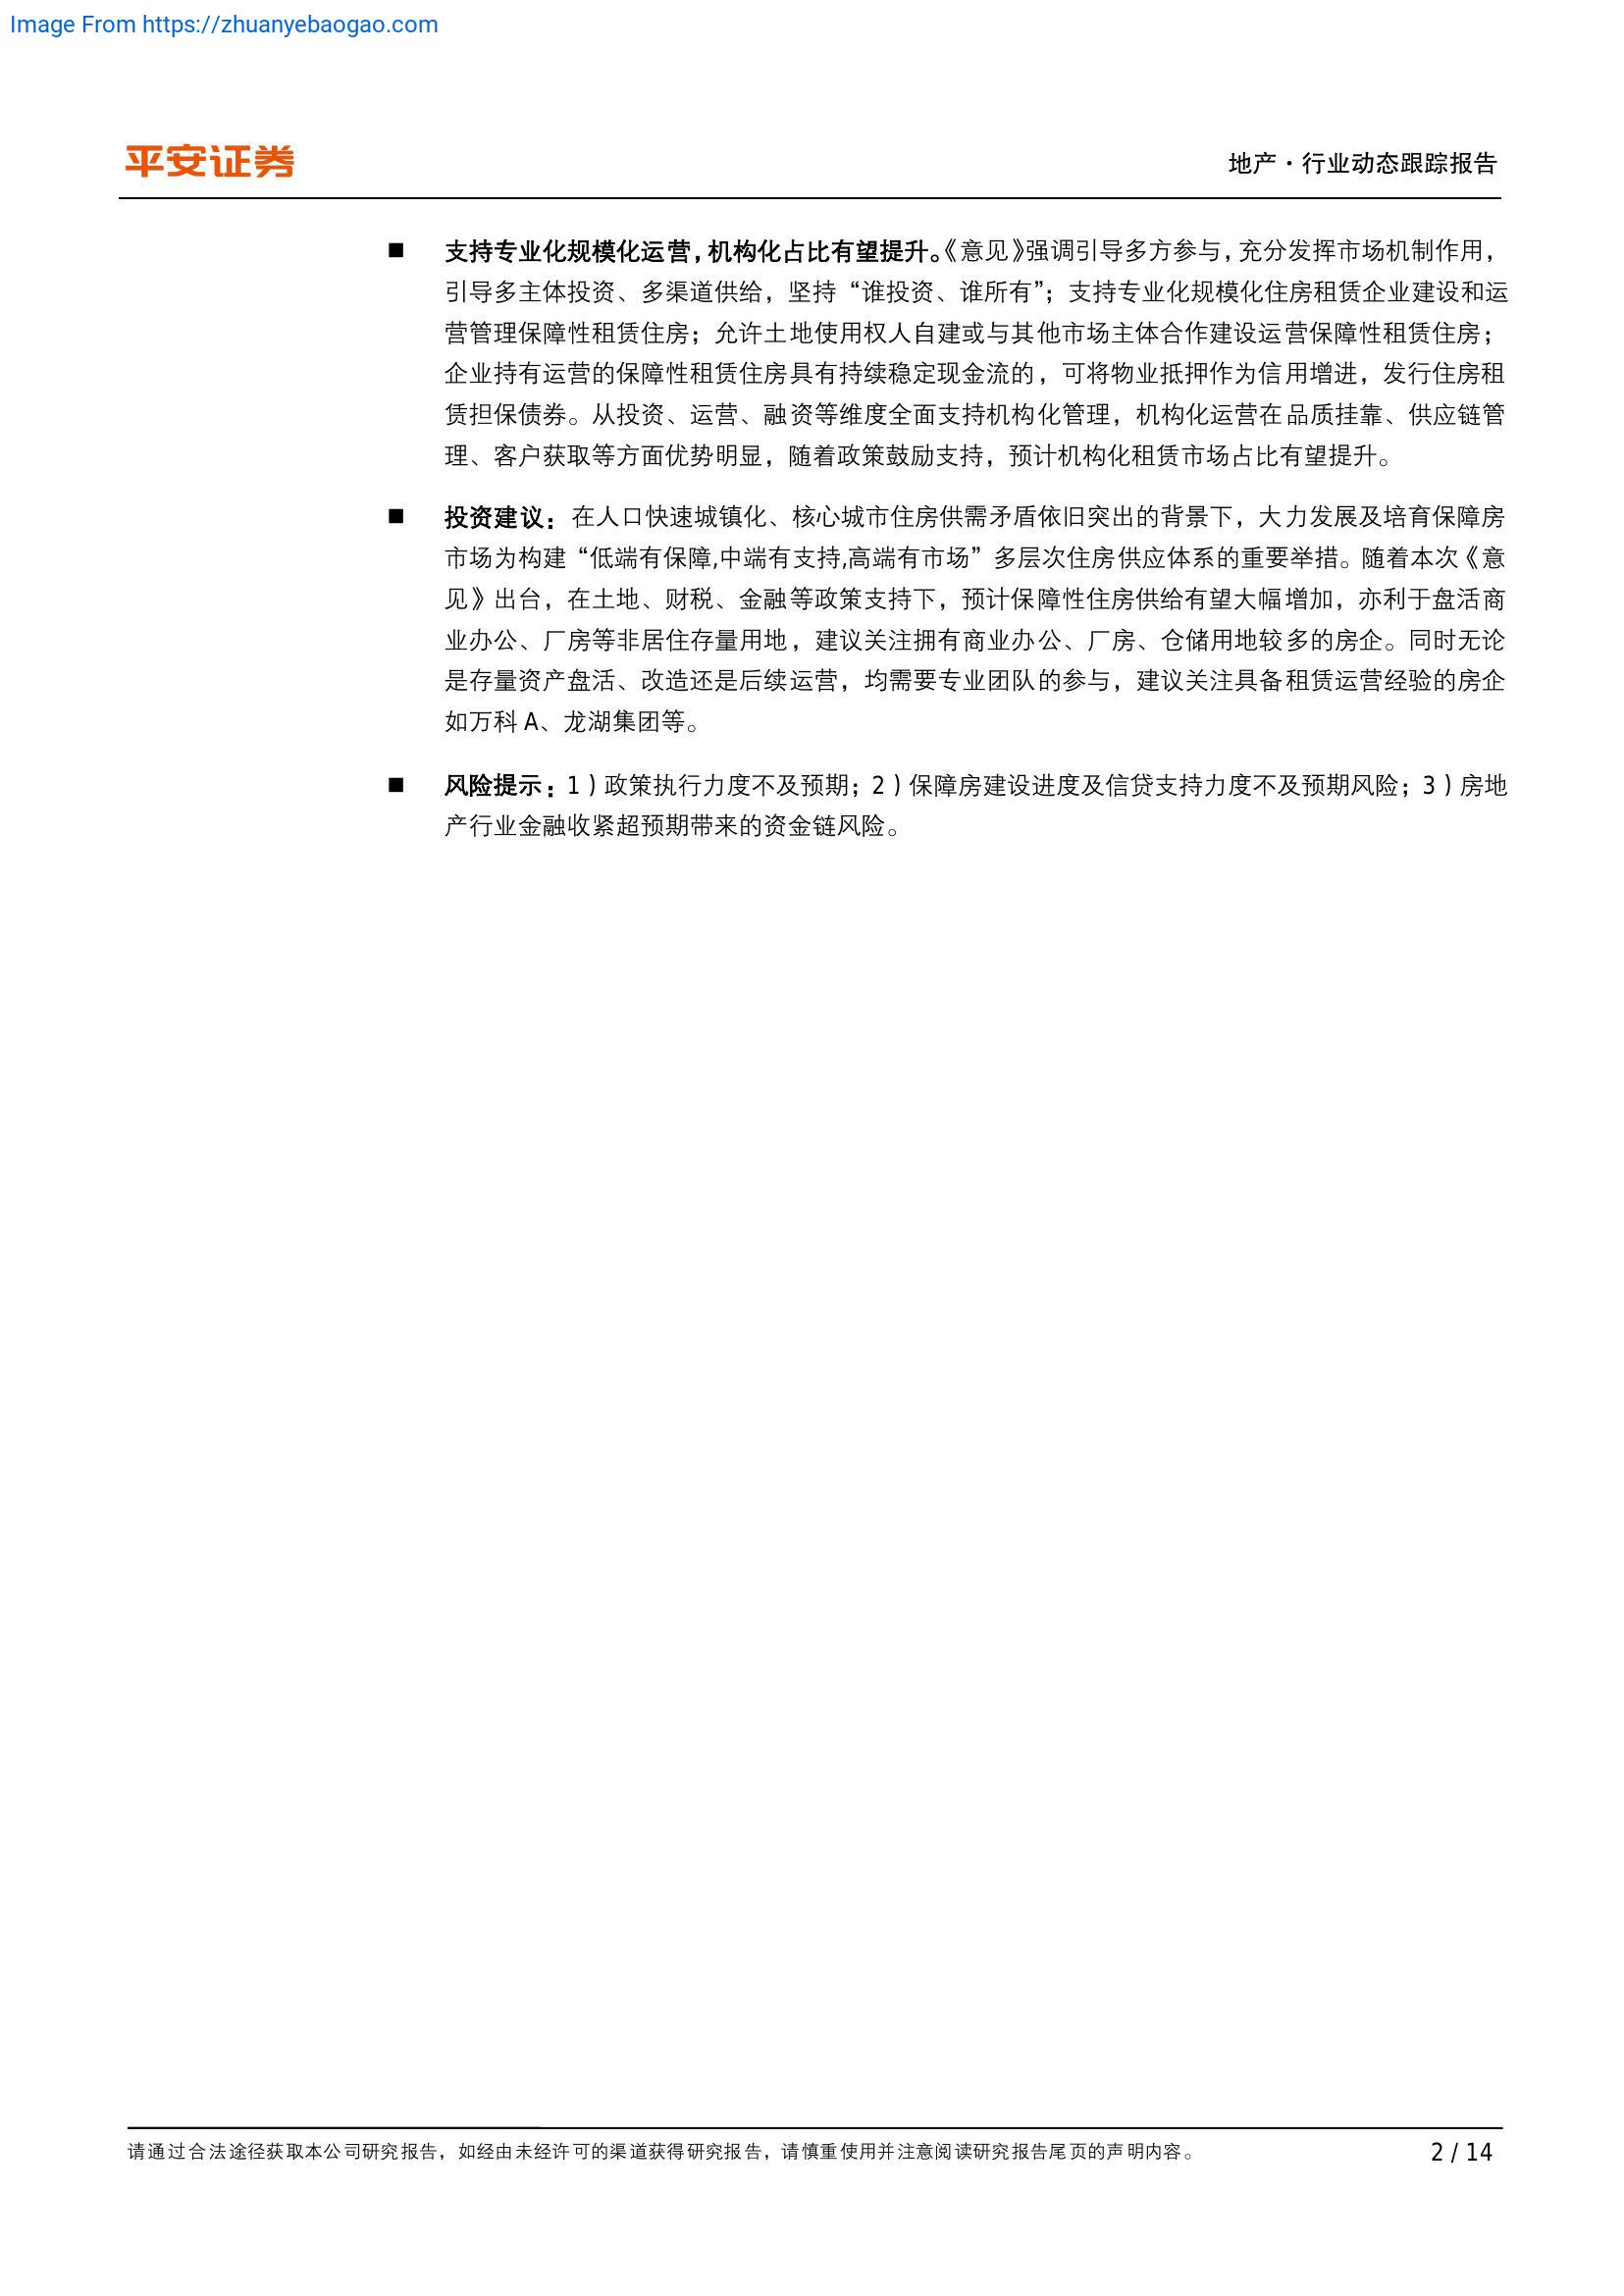 Image From https://zhuanyebaogao.com
平安证券
地产·行业动态跟踪报告
■ 支持专业化规模化运营，机构化占比有望提升。《意见》强调引导多方参与，充分发挥市场机制作用，
引导多主体投资、多渠道供给，坚持“谁投资、谁所有”；支持专业化规模化住房租赁企业建设和运
营管理保障性租赁住房；允许土地使用权人自建或与其他市场主体合作建设运营保障性租赁住房；
企业持有运营的保障性租赁住房具有持续稳定现金流的，可将物业抵押作为信用增进，发行住房租
赁担保债券。从投资、运营、融资等维度全面支持机构化管理，机构化运营在品质挂靠、供应链管
理、客户获取等方面优势明显，随着政策鼓励支持，预计机构化租赁市场占比有望提升。
■ 投资建议：在人口快速城镇化、核心城市住房供需矛盾依旧突出的背景下，大力发展及培育保障房
市场为构建“低端有保障,中端有支持,高端有市场”多层次住房供应体系的重要举措。随着本次《意
见》出台，在土地、财税、金融等政策支持下，预计保障性住房供给有望大幅增加，亦利于盘活商
业办公、厂房等非居住存量用地，建议关注拥有商业办公、厂房、仓储用地较多的房企。同时无论
是存量资产盘活、改造还是后续运营，均需要专业团队的参与，建议关注具备租赁运营经验的房企
如万科 A、龙湖集团等。
■ 风险提示：1）政策执行力度不及预期；2）保障房建设进度及信贷支持力度不及预期风险；3）房地
产行业金融收紧超预期带来的资金链风险。
请通过合法途径获取本公司研究报告，如经由未经许可的渠道获得研究报告，请慎重使用并注意阅读研究报告尾页的声明内容。
2 / 14